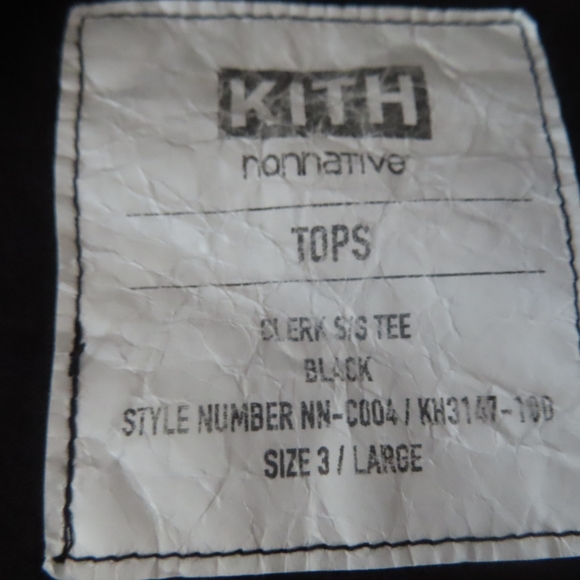 KITH
nonnative
TOPS
CLERK S/S TEE
BLACK
STYLE NUMBER NN-C004 / KH3147-100
SIZE 3 / LARGE